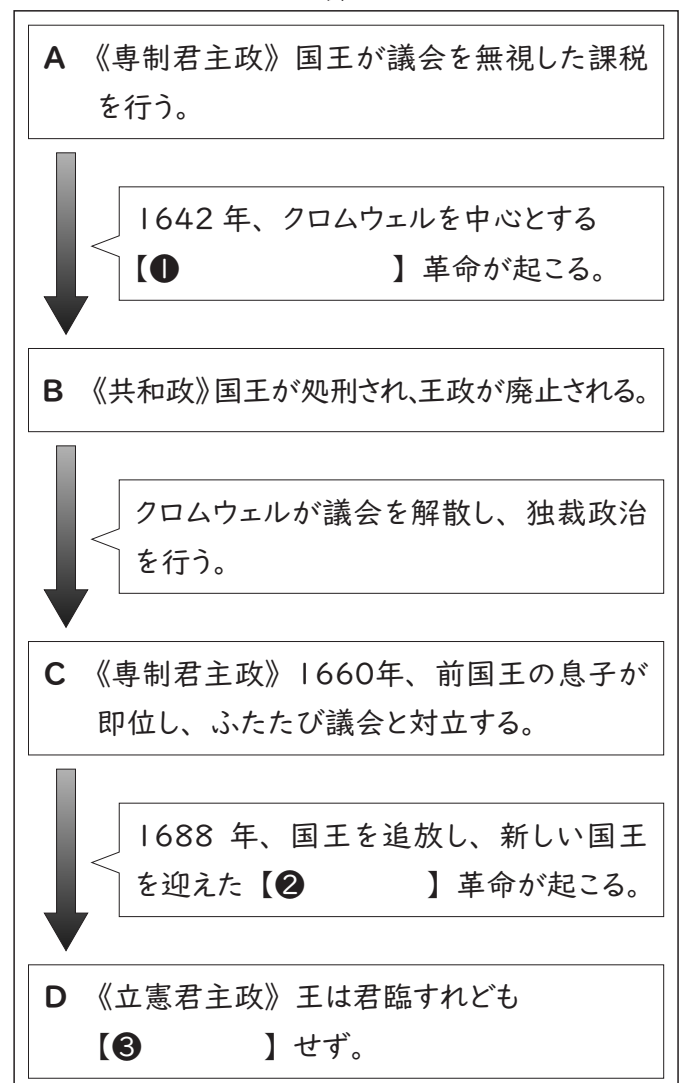 A 《専制君主政》国王が議会を無視した課税
を行う。
1642 年、クロムウェルを中心とする
【❶　　　　　】革命が起こる。
B 《共和政》国王が処刑され、王政が廃止される。
クロムウェルが議会を解散し、独裁政治
を行う。
C 《専制君主政》1660年、前国王の息子が
即位し、ふたたび議会と対立する。
1688 年、国王を追放し、新しい国王
を迎えた【❷　　　　】革命が起こる。
D 《立憲君主政》王は君臨すれども
【❸　　　　】せず。